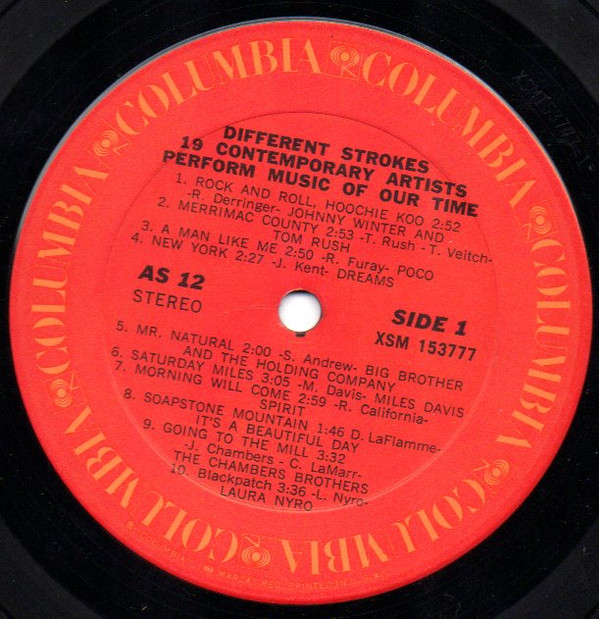 COLUMBIA COLUMBIA COLUMBIA COLUMBIA COLUMBIA COLUMBIA
DIFFERENT STROKES
19 CONTEMPORARY ARTISTS
PERFORM MUSIC OF OUR TIME
1. ROCK AND ROLL, HOOCHIE KOO 2:52
-R. Derringer- JOHNNY WINTER AND
2. MERRIMAC COUNTY 2:53 -T. Rush - T. Veitch-
TOM RUSH
3. A MAN LIKE ME 2:50 -R. Furay- POCO
4. NEW YORK 2:27 -J. Kent- DREAMS
AS 12
STEREO
SIDE 1
XSM 153777
5. MR. NATURAL 2:00 -S. Andrew- BIG BROTHER
AND THE HOLDING COMPANY
6. SATURDAY MILES 3:05 -M. Davis- MILES DAVIS
7. MORNING WILL COME 2:59 -R. California-
SPIRIT
8. SOAPSTONE MOUNTAIN 1:46 D. LaFlamme-
IT'S A BEAUTIFUL DAY
9. GOING TO THE MILL 3:32
-J. Chambers - C. LaMarr-
THE CHAMBERS BROTHERS
10. Blackpatch 3:36 -L. Nyro-
LAURA NYRO